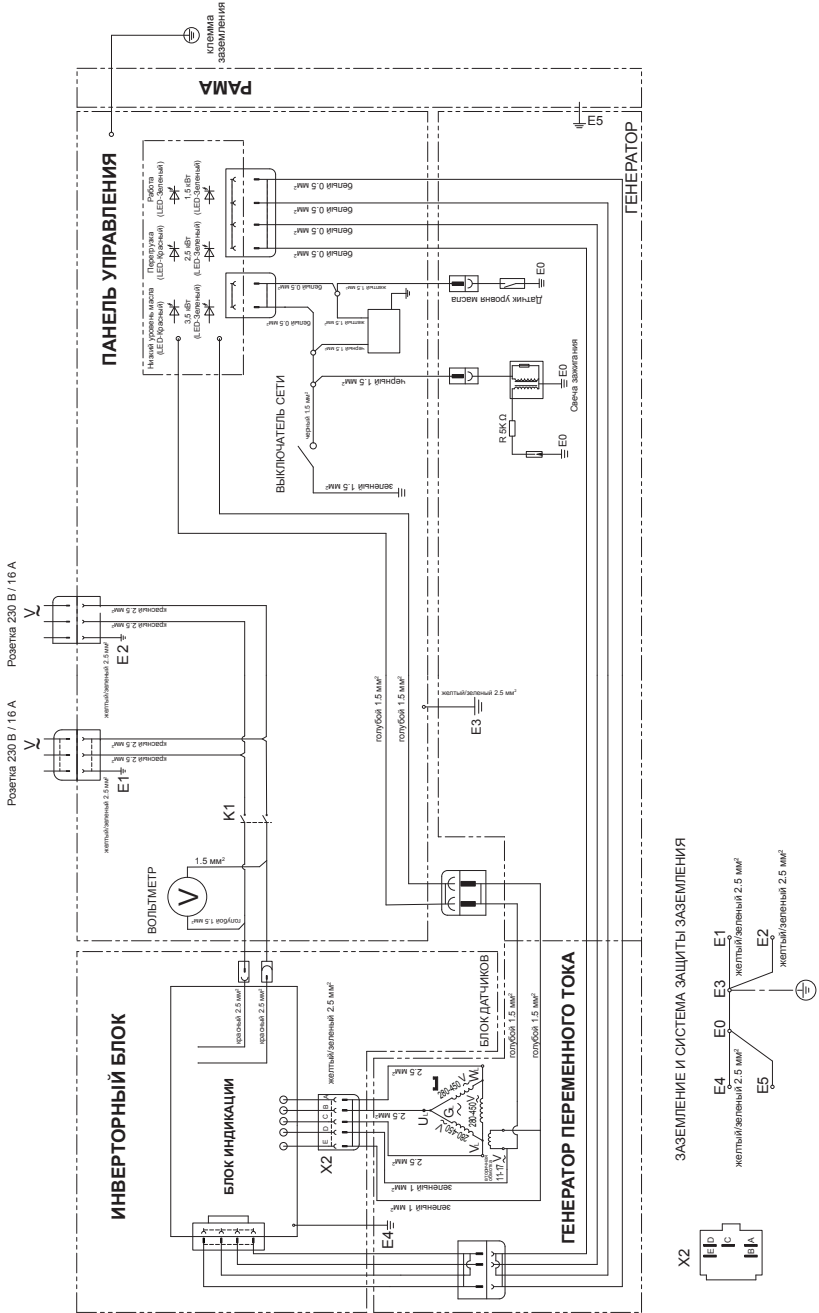 клемма
заземления
РАМА
ПАНЕЛЬ УПРАВЛЕНИЯ
E5
ГЕНЕРАТОР
Низкий уровень масла
(LED-Красный)
Перегрузка
(LED-Красный)
Работа
(LED-Зеленый)
3,5 кВт
(LED-Зеленый)
2,5 кВт
(LED-Зеленый)
1,5 кВт
(LED-Зеленый)
белый 0.5 мм²
белый 0.5 мм²
белый 0.5 мм²
белый 0.5 мм²
белый 0.5 мм²
белый 0.5 мм²
желтый 1.5 мм²
желтый 1.5 мм²
черный 1.5 мм²
черный 1.5 мм²
черный 1.5 мм²
зеленый 1.5 мм²
ВЫКЛЮЧАТЕЛЬ СЕТИ
Датчик уровня масла
E0
Свеча зажигания
E0
R 5K Ω
E0
Розетка 230 В / 16 А
V~
красный 2.5 мм²
красный 2.5 мм²
желтый/зеленый 2.5 мм²
E2
Розетка 230 В / 16 А
V~
красный 2.5 мм²
красный 2.5 мм²
желтый/зеленый 2.5 мм²
E1
K1
ВОЛЬТМЕТР
V
1.5 мм²
голубой 1.5 мм²
голубой 1.5 мм²
голубой 1.5 мм²
желтый/зеленый 2.5 мм²
E3
ИНВЕРТОРНЫЙ БЛОК
БЛОК ИНДИКАЦИИ
красный 2.5 мм²
красный 2.5 мм²
желтый/зеленый 2.5 мм²
X2
E D C B A
E4
БЛОК ДАТЧИКОВ
ГЕНЕРАТОР ПЕРЕМЕННОГО ТОКА
2.5 мм²
2.5 мм²
2.5 мм²
зеленый 1 мм²
зеленый 1 мм²
голубой 1.5 мм²
голубой 1.5 мм²
U
V
W
G
~
280-450 V
280-450 V
280-450 V
11-17 V
~
ЗАЗЕМЛЕНИЕ И СИСТЕМА ЗАЩИТЫ ЗАЗЕМЛЕНИЯ
E4
E0
E3
E1
желтый/зеленый 2.5 мм²
желтый/зеленый 2.5 мм²
E5
E2
желтый/зеленый 2.5 мм²
X2
E D
C
B A